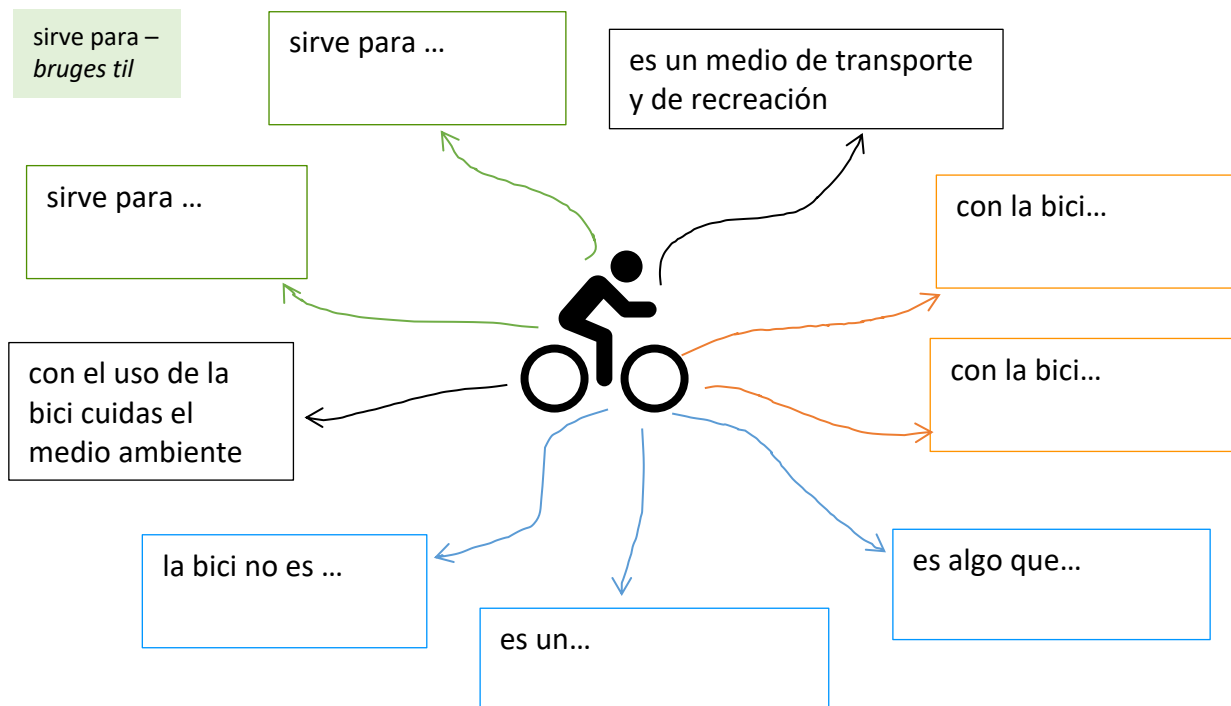 sirve para –
bruges til
sirve para …
es un medio de transporte
y de recreación
sirve para …
con la bici…
con el uso de la
bici cuidas el
medio ambiente
con la bici…
la bici no es …
es algo que…
es un…